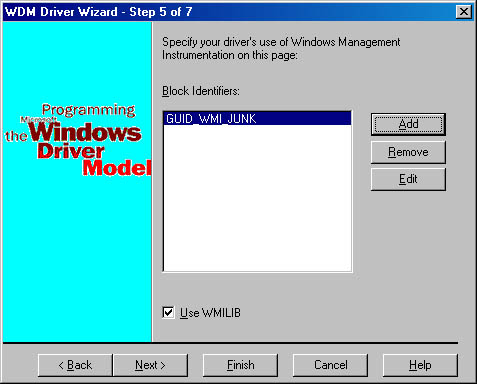 WDM Driver Wizard - Step 5 of 7
Specify your driver's use of Windows Management
Instrumentation on this page:
Block Identifiers:
GUID_WMI_JUNK
Add
Remove
Edit
Programming
Microsoft
the Windows
Driver
Model
Use WMILIB
< Back
Next >
Finish
Cancel
Help